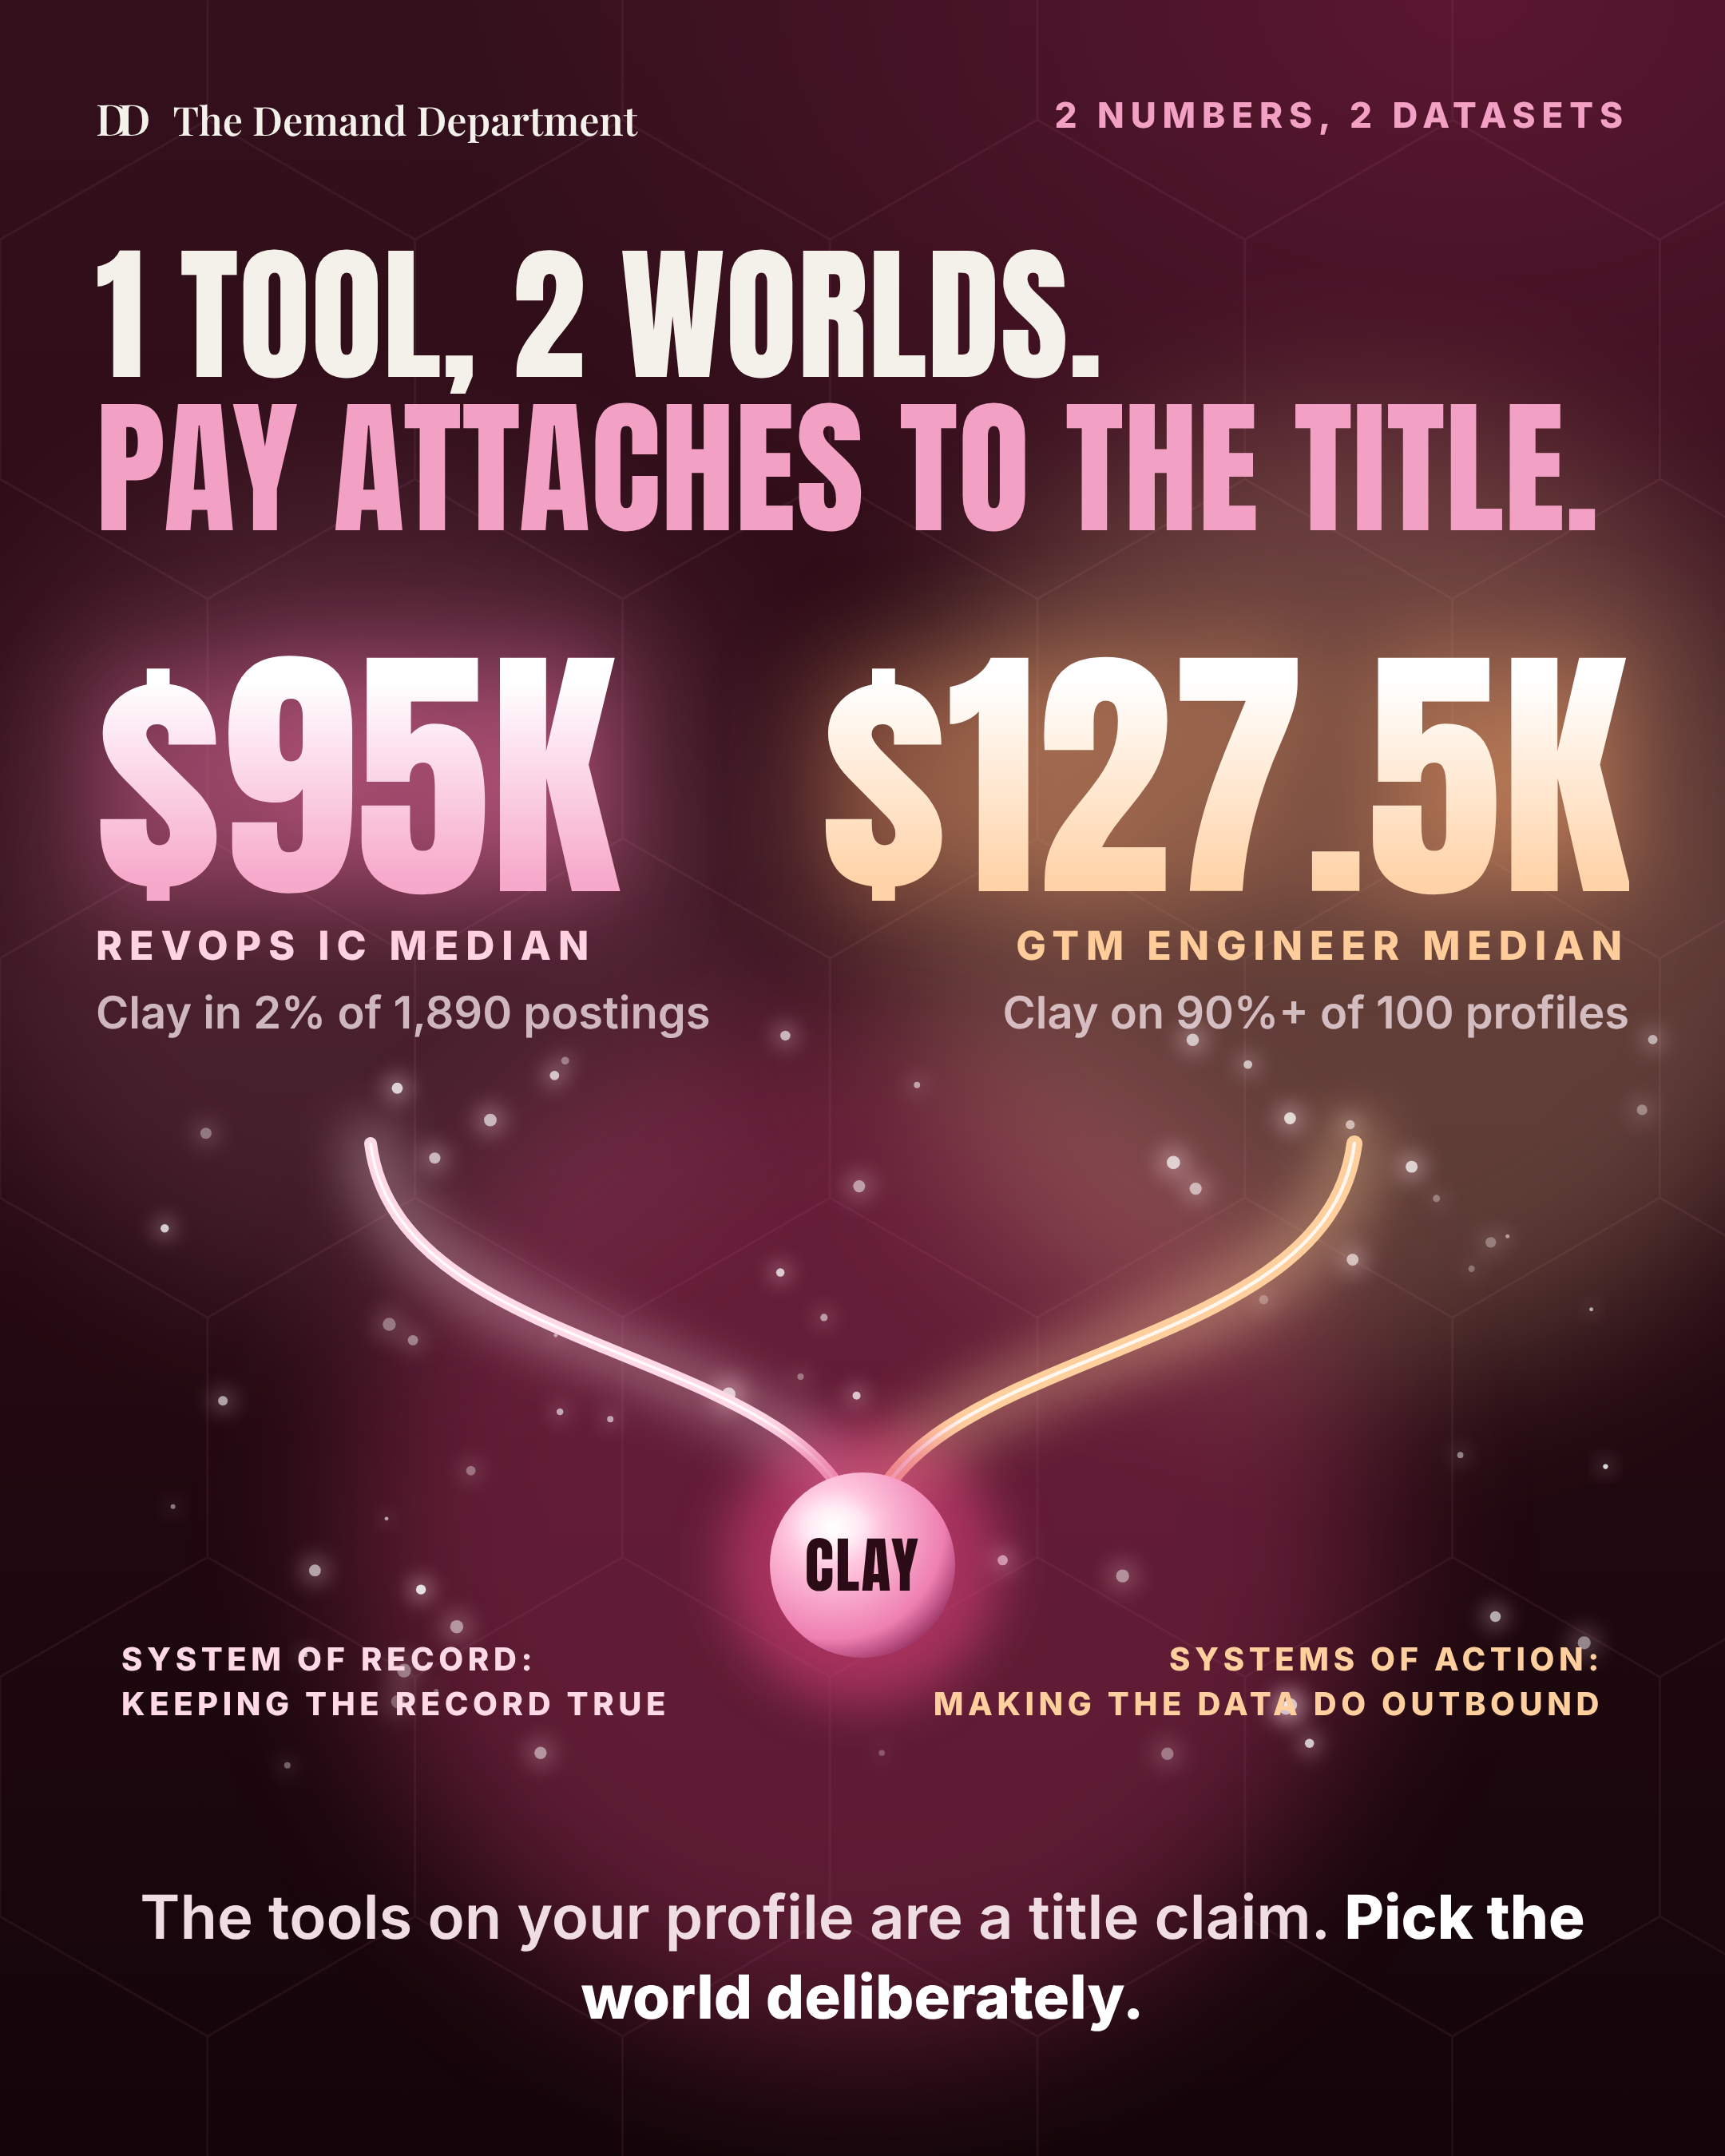 DD The Demand Department
2 NUMBERS, 2 DATASETS
1 TOOL, 2 WORLDS.
PAY ATTACHES TO THE TITLE.
$95K
REVOPS IC MEDIAN
Clay in 2% of 1,890 postings
$127.5K
GTM ENGINEER MEDIAN
Clay on 90%+ of 100 profiles
CLAY
SYSTEM OF RECORD:
KEEPING THE RECORD TRUE
SYSTEMS OF ACTION:
MAKING THE DATA DO OUTBOUND
The tools on your profile are a title claim. Pick the
world deliberately.